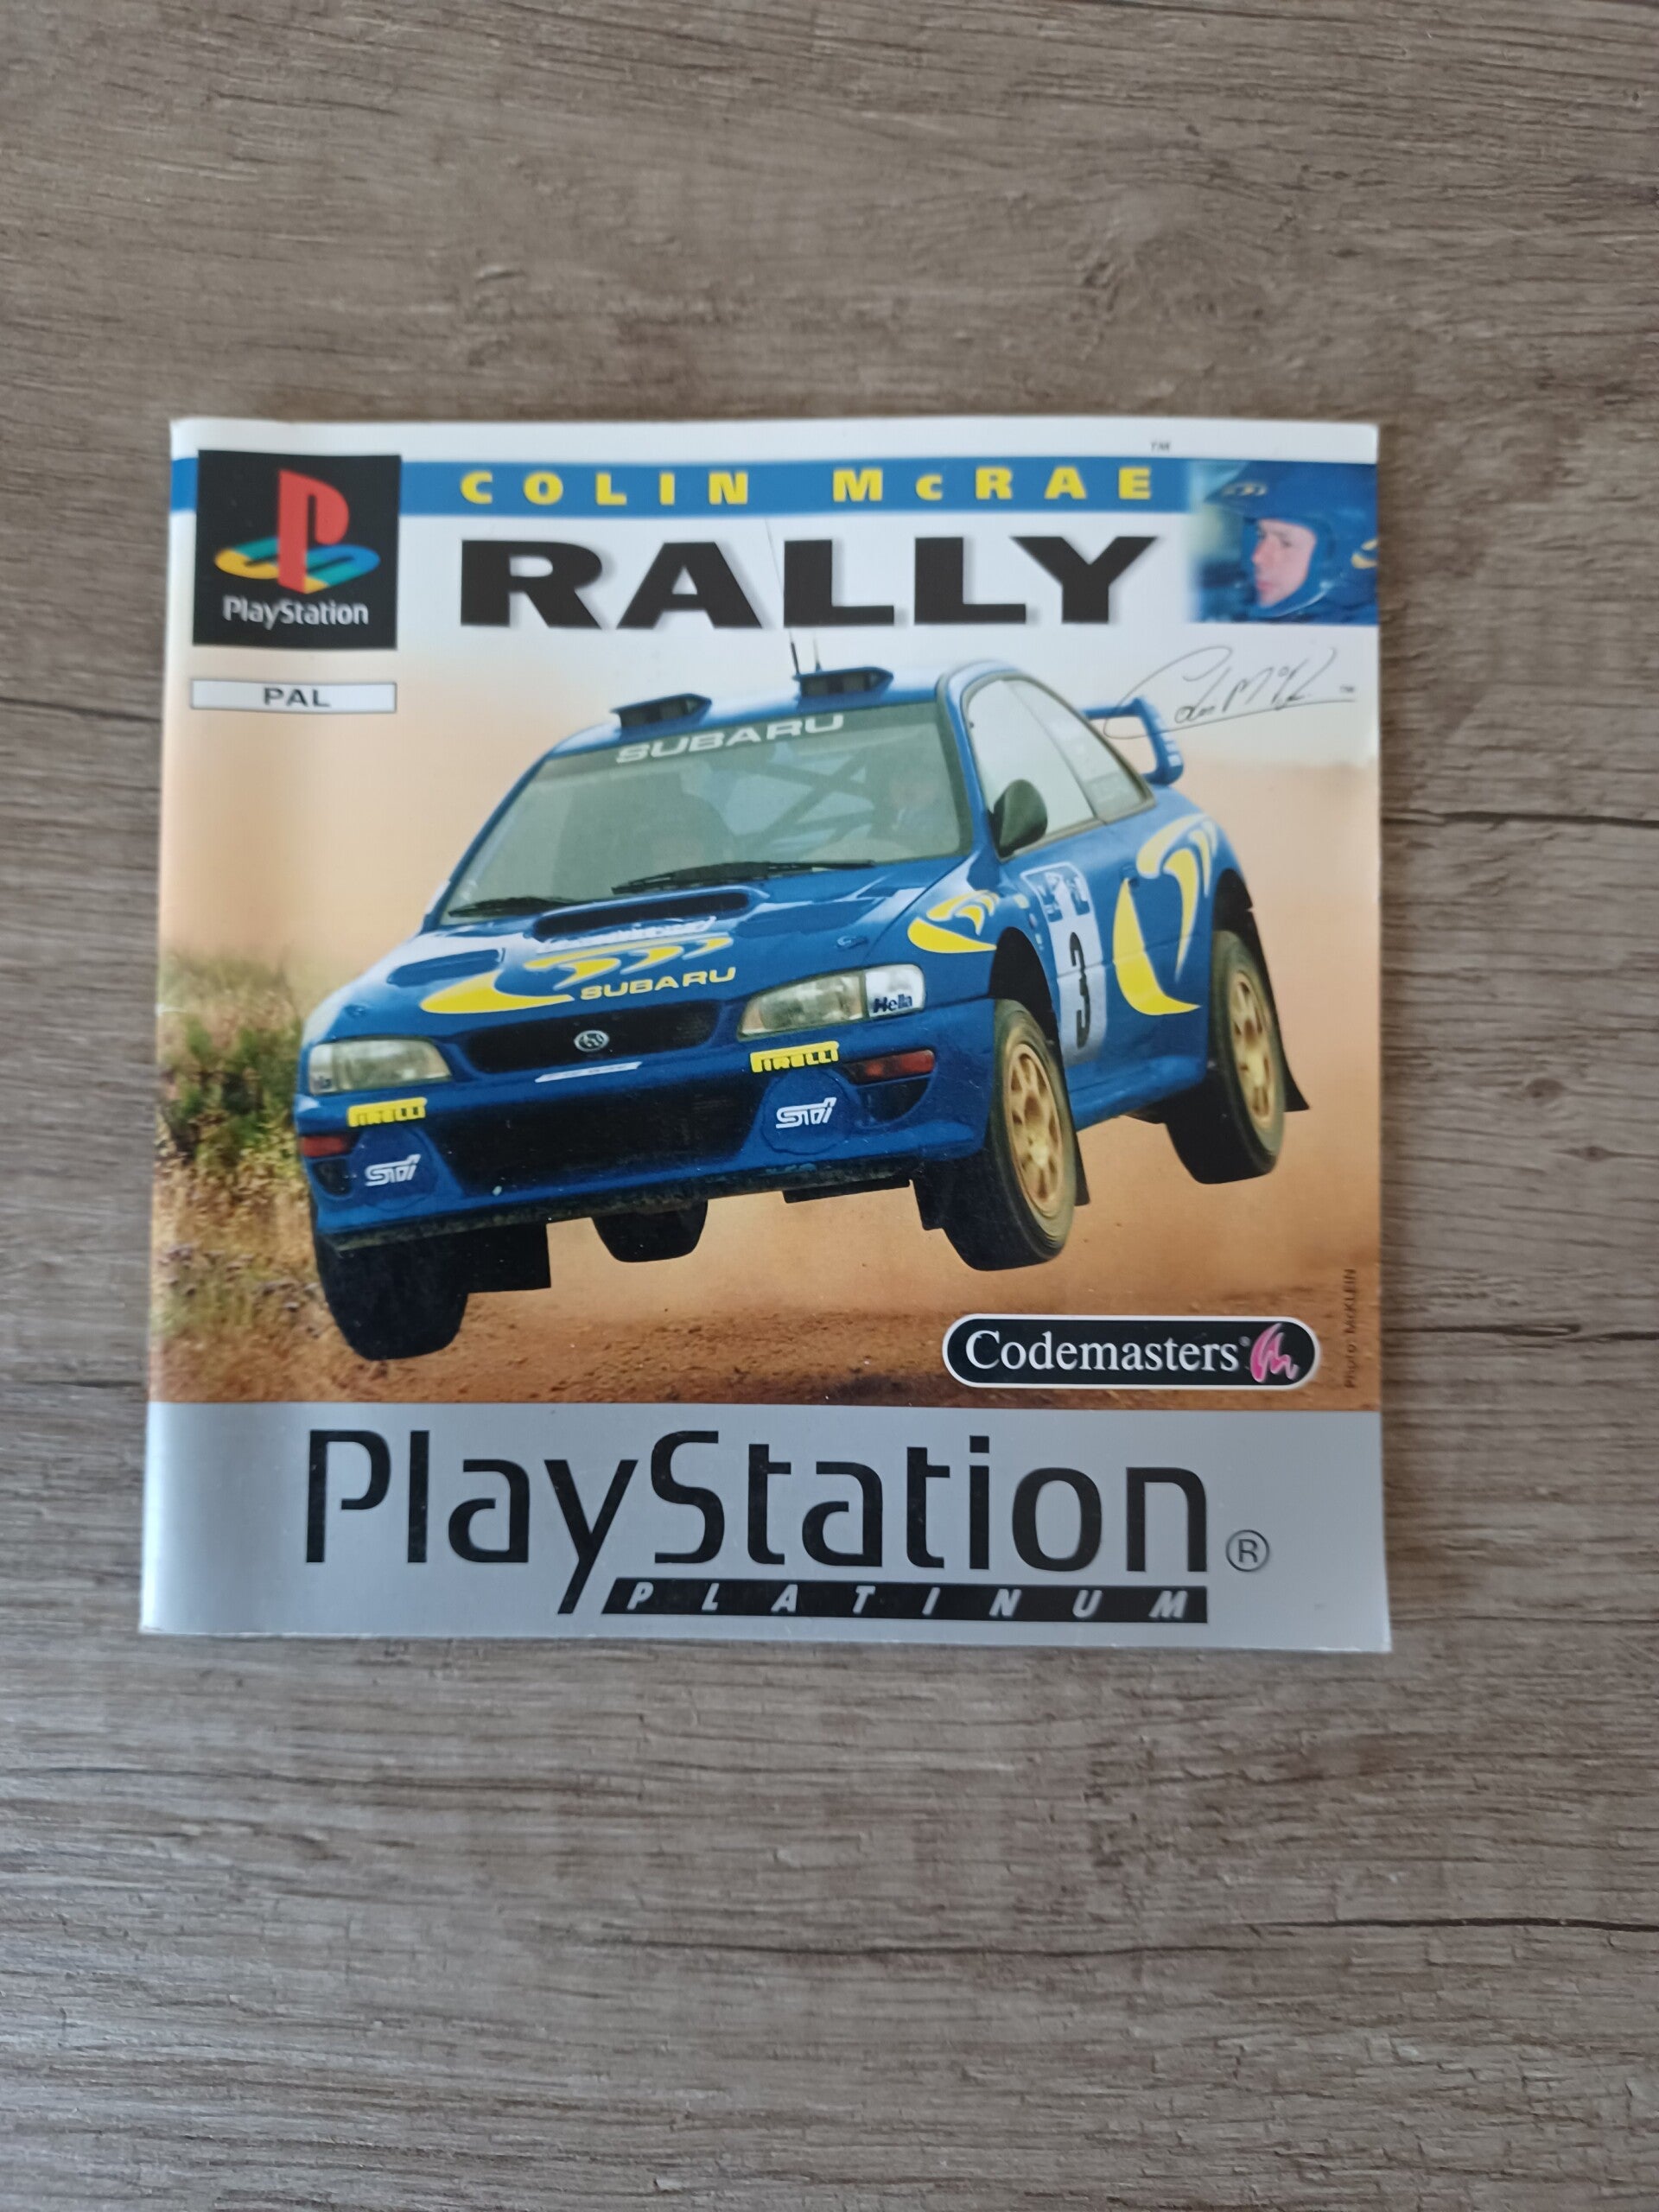 TM
COLIN McRAE
RALLY
PlayStation
PAL
TM
SUBARU
SUBARU
Hella
3
PIRELLI
PIRELLI
STi
STi
Codemasters®
Photo: McKLEIN
PlayStation®
PLATINUM